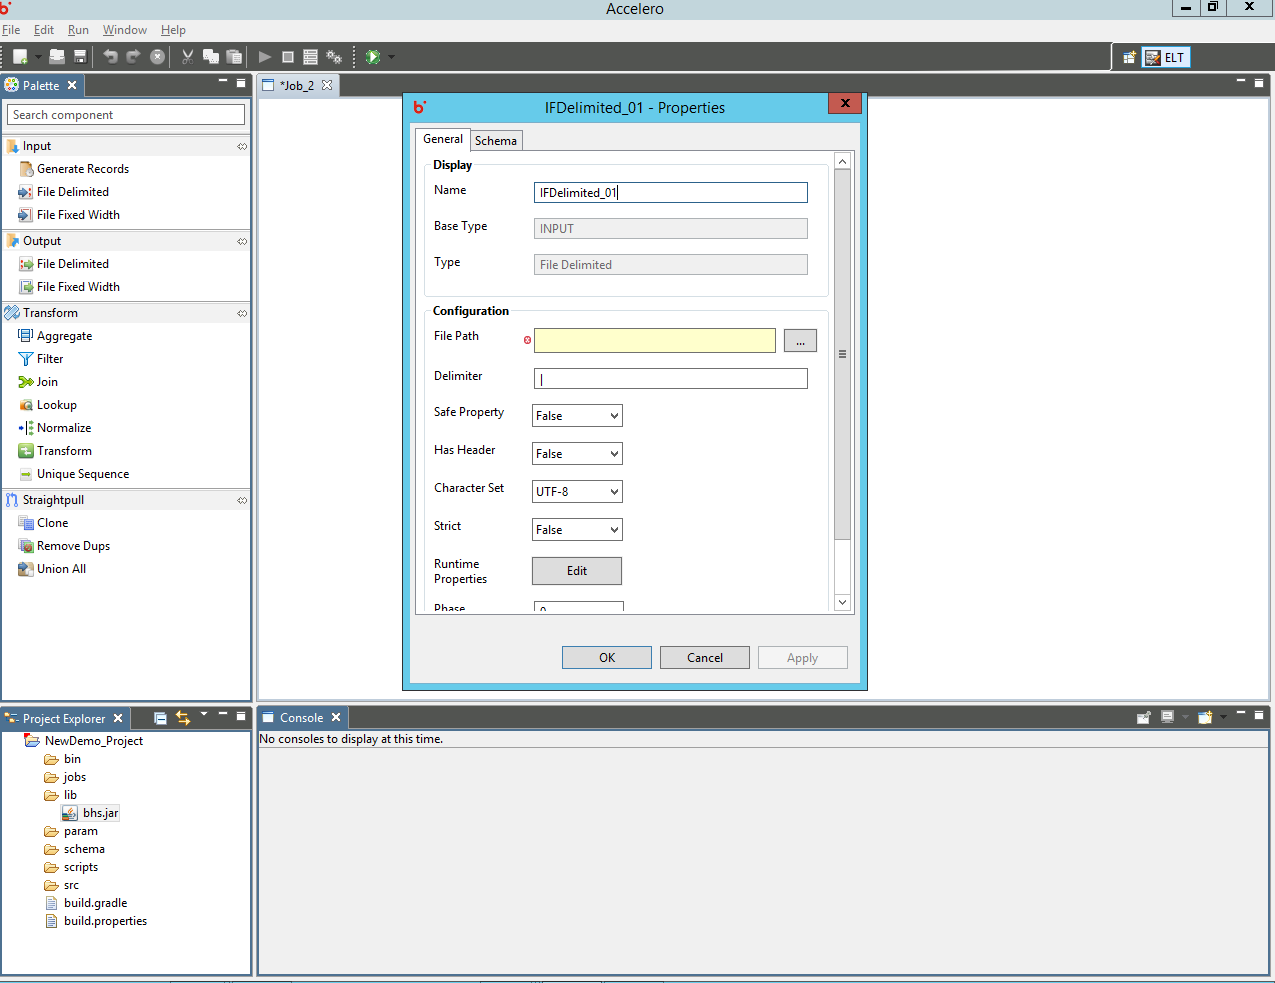 Accelero
File Edit Run Window Help
ELT
Palette
Search component
Input
Generate Records
File Delimited
File Fixed Width
Output
File Delimited
File Fixed Width
Transform
Aggregate
Filter
Join
Lookup
Normalize
Transform
Unique Sequence
Straightpull
Clone
Remove Dups
Union All
*Job_2
IFDelimited_01 - Properties
General Schema
Display
Name IFDelimited_01
Base Type INPUT
Type File Delimited
Configuration
File Path ...
Delimiter |
Safe Property False
Has Header False
Character Set UTF-8
Strict False
Runtime
Properties Edit
Phase 0
OK Cancel Apply
Project Explorer
NewDemo_Project
bin
jobs
lib
bhs.jar
param
schema
scripts
src
build.gradle
build.properties
Console
No consoles to display at this time.